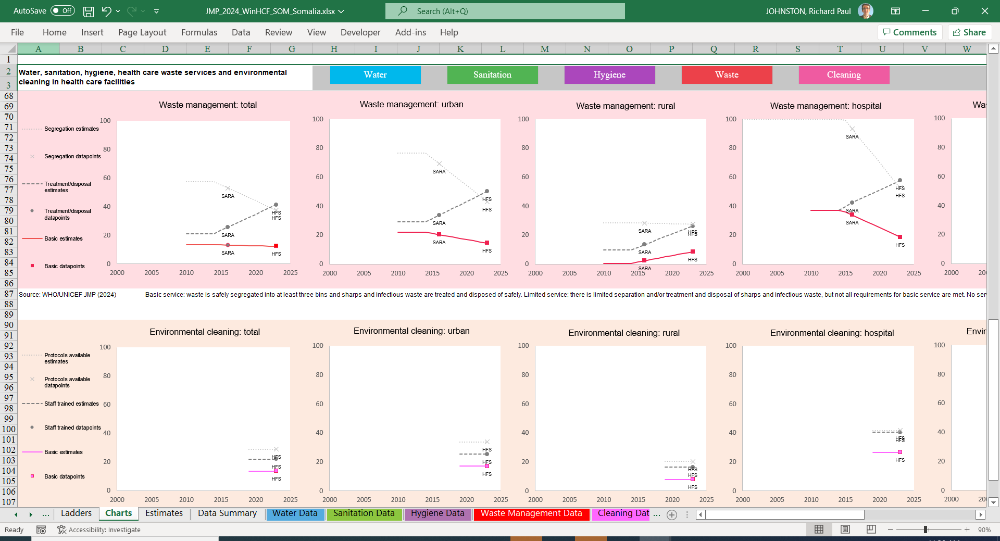 AutoSave Off JMP_2024_WinHCF_SOM_Somalia.xlsx Search (Alt+Q) JOHNSTON, Richard Paul
File Home Insert Page Layout Formulas Data Review View Developer Add-ins Help Comments Share
A B C D E F G H I J K L M N O P Q R S T U V W
1
2
3
Water, sanitation, hygiene, health care waste services and environmental
cleaning in health care facilities
Water Sanitation Hygiene Waste Cleaning
68
69
70
71
72
73
74
75
76
77
78
79
80
81
82
83
84
85
86
87
88
89
90
91
92
93
94
95
96
97
98
99
100
101
102
103
104
105
106
107
Segregation estimates
Segregation datapoints
Treatment/disposal
estimates
Treatment/disposal
datapoints
Basic estimates
Basic datapoints
Waste management: total
100
80
60
40
20
0
2000 2005 2010 2015 2020 2025
SARA
SARA
SARA
HFS
HFS
HFS
Waste management: urban
100
80
60
40
20
0
2000 2005 2010 2015 2020 2025
SARA
SARA
SARA
HFS
HFS
HFS
Waste management: rural
100
80
60
40
20
0
2000 2005 2010 2015 2020 2025
SARA
SARA
SARA
HFS
HFS
HFS
Waste management: hospital
100
80
60
40
20
0
2000 2005 2010 2015 2020 2025
SARA
SARA
SARA
HFS
HFS
HFS
Was
100
80
60
40
20
0
2000 20
Source: WHO/UNICEF JMP (2024) Basic service: waste is safely segregated into at least three bins and sharps and infectious waste are treated and disposed of safely. Limited service: there is limited separation and/or treatment and disposal of sharps and infectious waste, but not all requirements for basic service are met. No ser
Protocols available
estimates
Protocols available
datapoints
Staff trained estimates
Staff trained datapoints
Basic estimates
Basic datapoints
Environmental cleaning: total
100
80
60
40
20
0
2000 2005 2010 2015 2020 2025
HFS
HFS
HFS
Environmental cleaning: urban
100
80
60
40
20
0
2000 2005 2010 2015 2020 2025
HFS
HFS
HFS
Environmental cleaning: rural
100
80
60
40
20
0
2000 2005 2010 2015 2020 2025
HFS
HFS
HFS
Environmental cleaning: hospital
100
80
60
40
20
0
2000 2005 2010 2015 2020 2025
HFS
HFS
HFS
Envir
100
80
60
40
20
0
2000 20
... Ladders Charts Estimates Data Summary Water Data Sanitation Data Hygiene Data Waste Management Data Cleaning Dat ...
Ready Accessibility: Investigate 90%